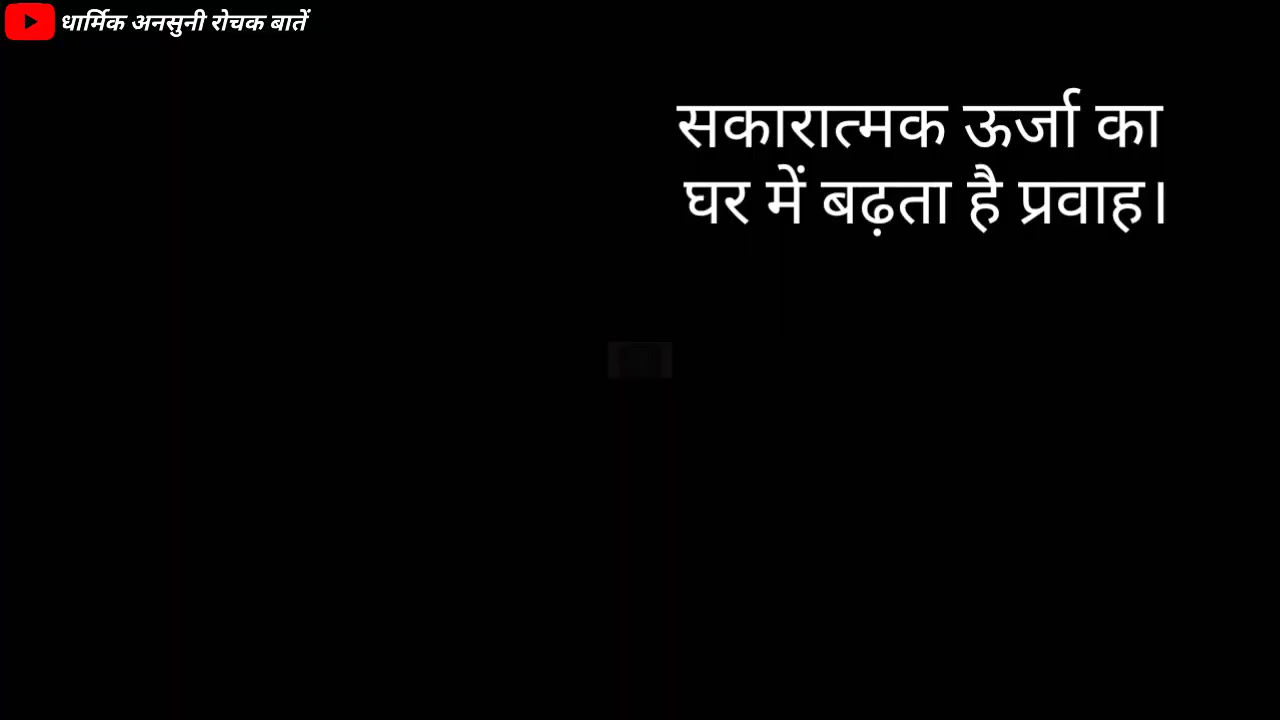 धार्मिक अनसुनी रोचक बातें
सकारात्मक ऊर्जा का
घर में बढ़ता है प्रवाह।